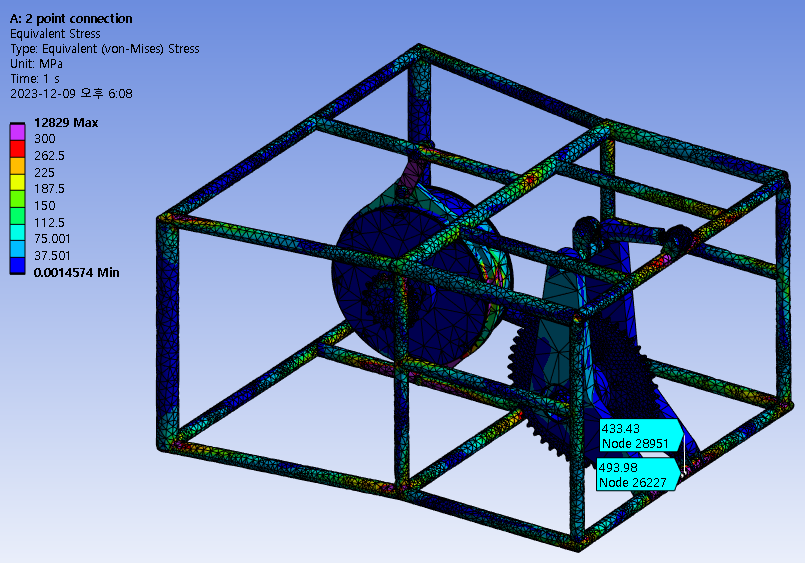 A: 2 point connection
Equivalent Stress
Type: Equivalent (von-Mises) Stress
Unit: MPa
Time: 1 s
2023-12-09 오후 6:08
12829 Max
300
262.5
225
187.5
150
112.5
75.001
37.501
0.0014574 Min
433.43
Node 28951
493.98
Node 26227